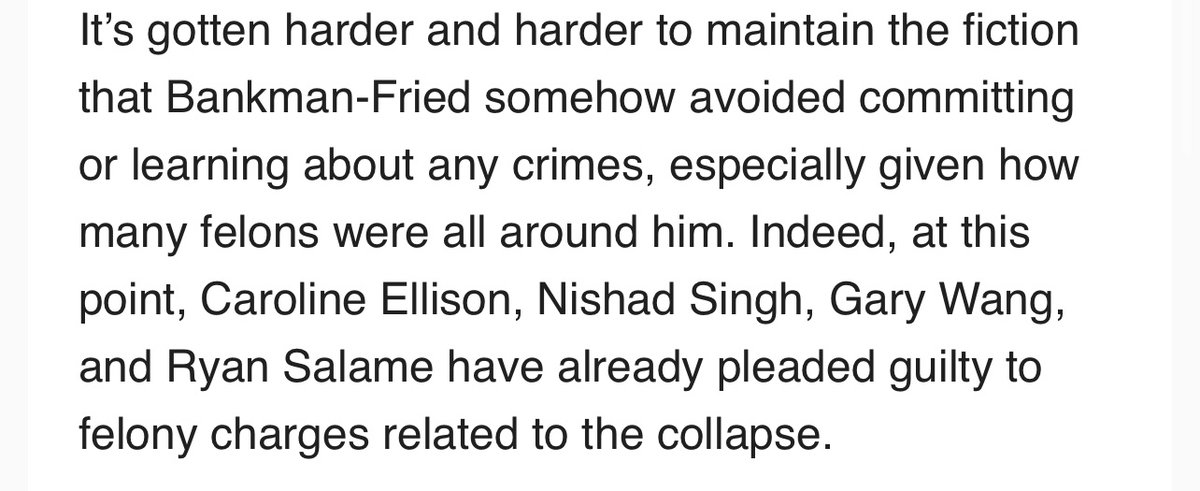 It’s gotten harder and harder to maintain the fiction
that Bankman-Fried somehow avoided committing
or learning about any crimes, especially given how
many felons were all around him. Indeed, at this
point, Caroline Ellison, Nishad Singh, Gary Wang,
and Ryan Salame have already pleaded guilty to
felony charges related to the collapse.